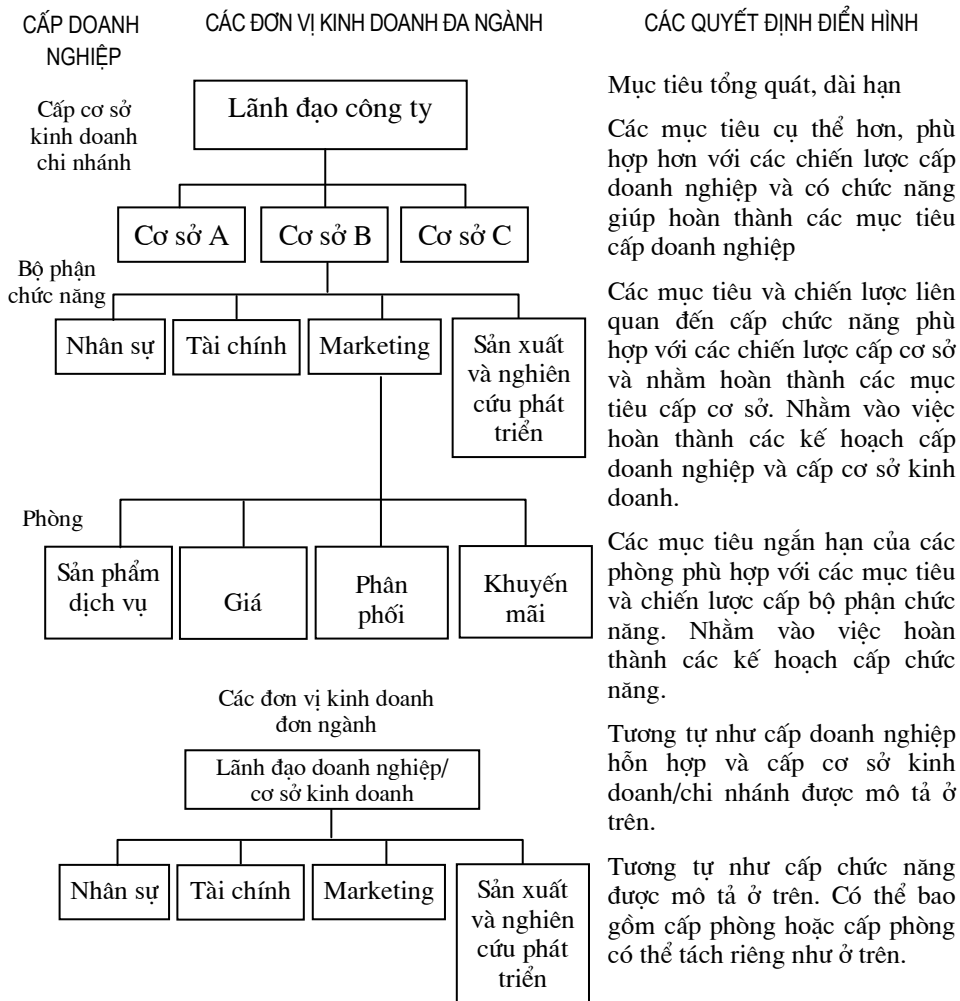 CẤP DOANH
NGHIỆP
CÁC ĐƠN VỊ KINH DOANH ĐA NGÀNH
CÁC QUYẾT ĐỊNH ĐIỂN HÌNH
Cấp cơ sở
kinh doanh
chi nhánh
Lãnh đạo công ty
Mục tiêu tổng quát, dài hạn
Các mục tiêu cụ thể hơn, phù
hợp hơn với các chiến lược cấp
doanh nghiệp và có chức năng
giúp hoàn thành các mục tiêu
cấp doanh nghiệp
Cơ sở A
Cơ sở B
Cơ sở C
Bộ phận
chức năng
Nhân sự
Tài chính
Marketing
Sản xuất
và nghiên
cứu phát
triển
Các mục tiêu và chiến lược liên
quan đến cấp chức năng phù
hợp với các chiến lược cấp cơ sở
và nhằm hoàn thành các mục
tiêu cấp cơ sở. Nhằm vào việc
hoàn thành các kế hoạch cấp
doanh nghiệp và cấp cơ sở kinh
doanh.
Phòng
Sản phẩm
dịch vụ
Giá
Phân
phối
Khuyến
mãi
Các mục tiêu ngắn hạn của các
phòng phù hợp với các mục tiêu
và chiến lược cấp bộ phận chức
năng. Nhằm vào việc hoàn
thành các kế hoạch cấp chức
năng.
Các đơn vị kinh doanh
đơn ngành
Lãnh đạo doanh nghiệp/
cơ sở kinh doanh
Tương tự như cấp doanh nghiệp
hỗn hợp và cấp cơ sở kinh
doanh/chi nhánh được mô tả ở
trên.
Nhân sự
Tài chính
Marketing
Sản xuất
và nghiên
cứu phát
triển
Tương tự như cấp chức năng
được mô tả ở trên. Có thể bao
gồm cấp phòng hoặc cấp phòng
có thể tách riêng như ở trên.